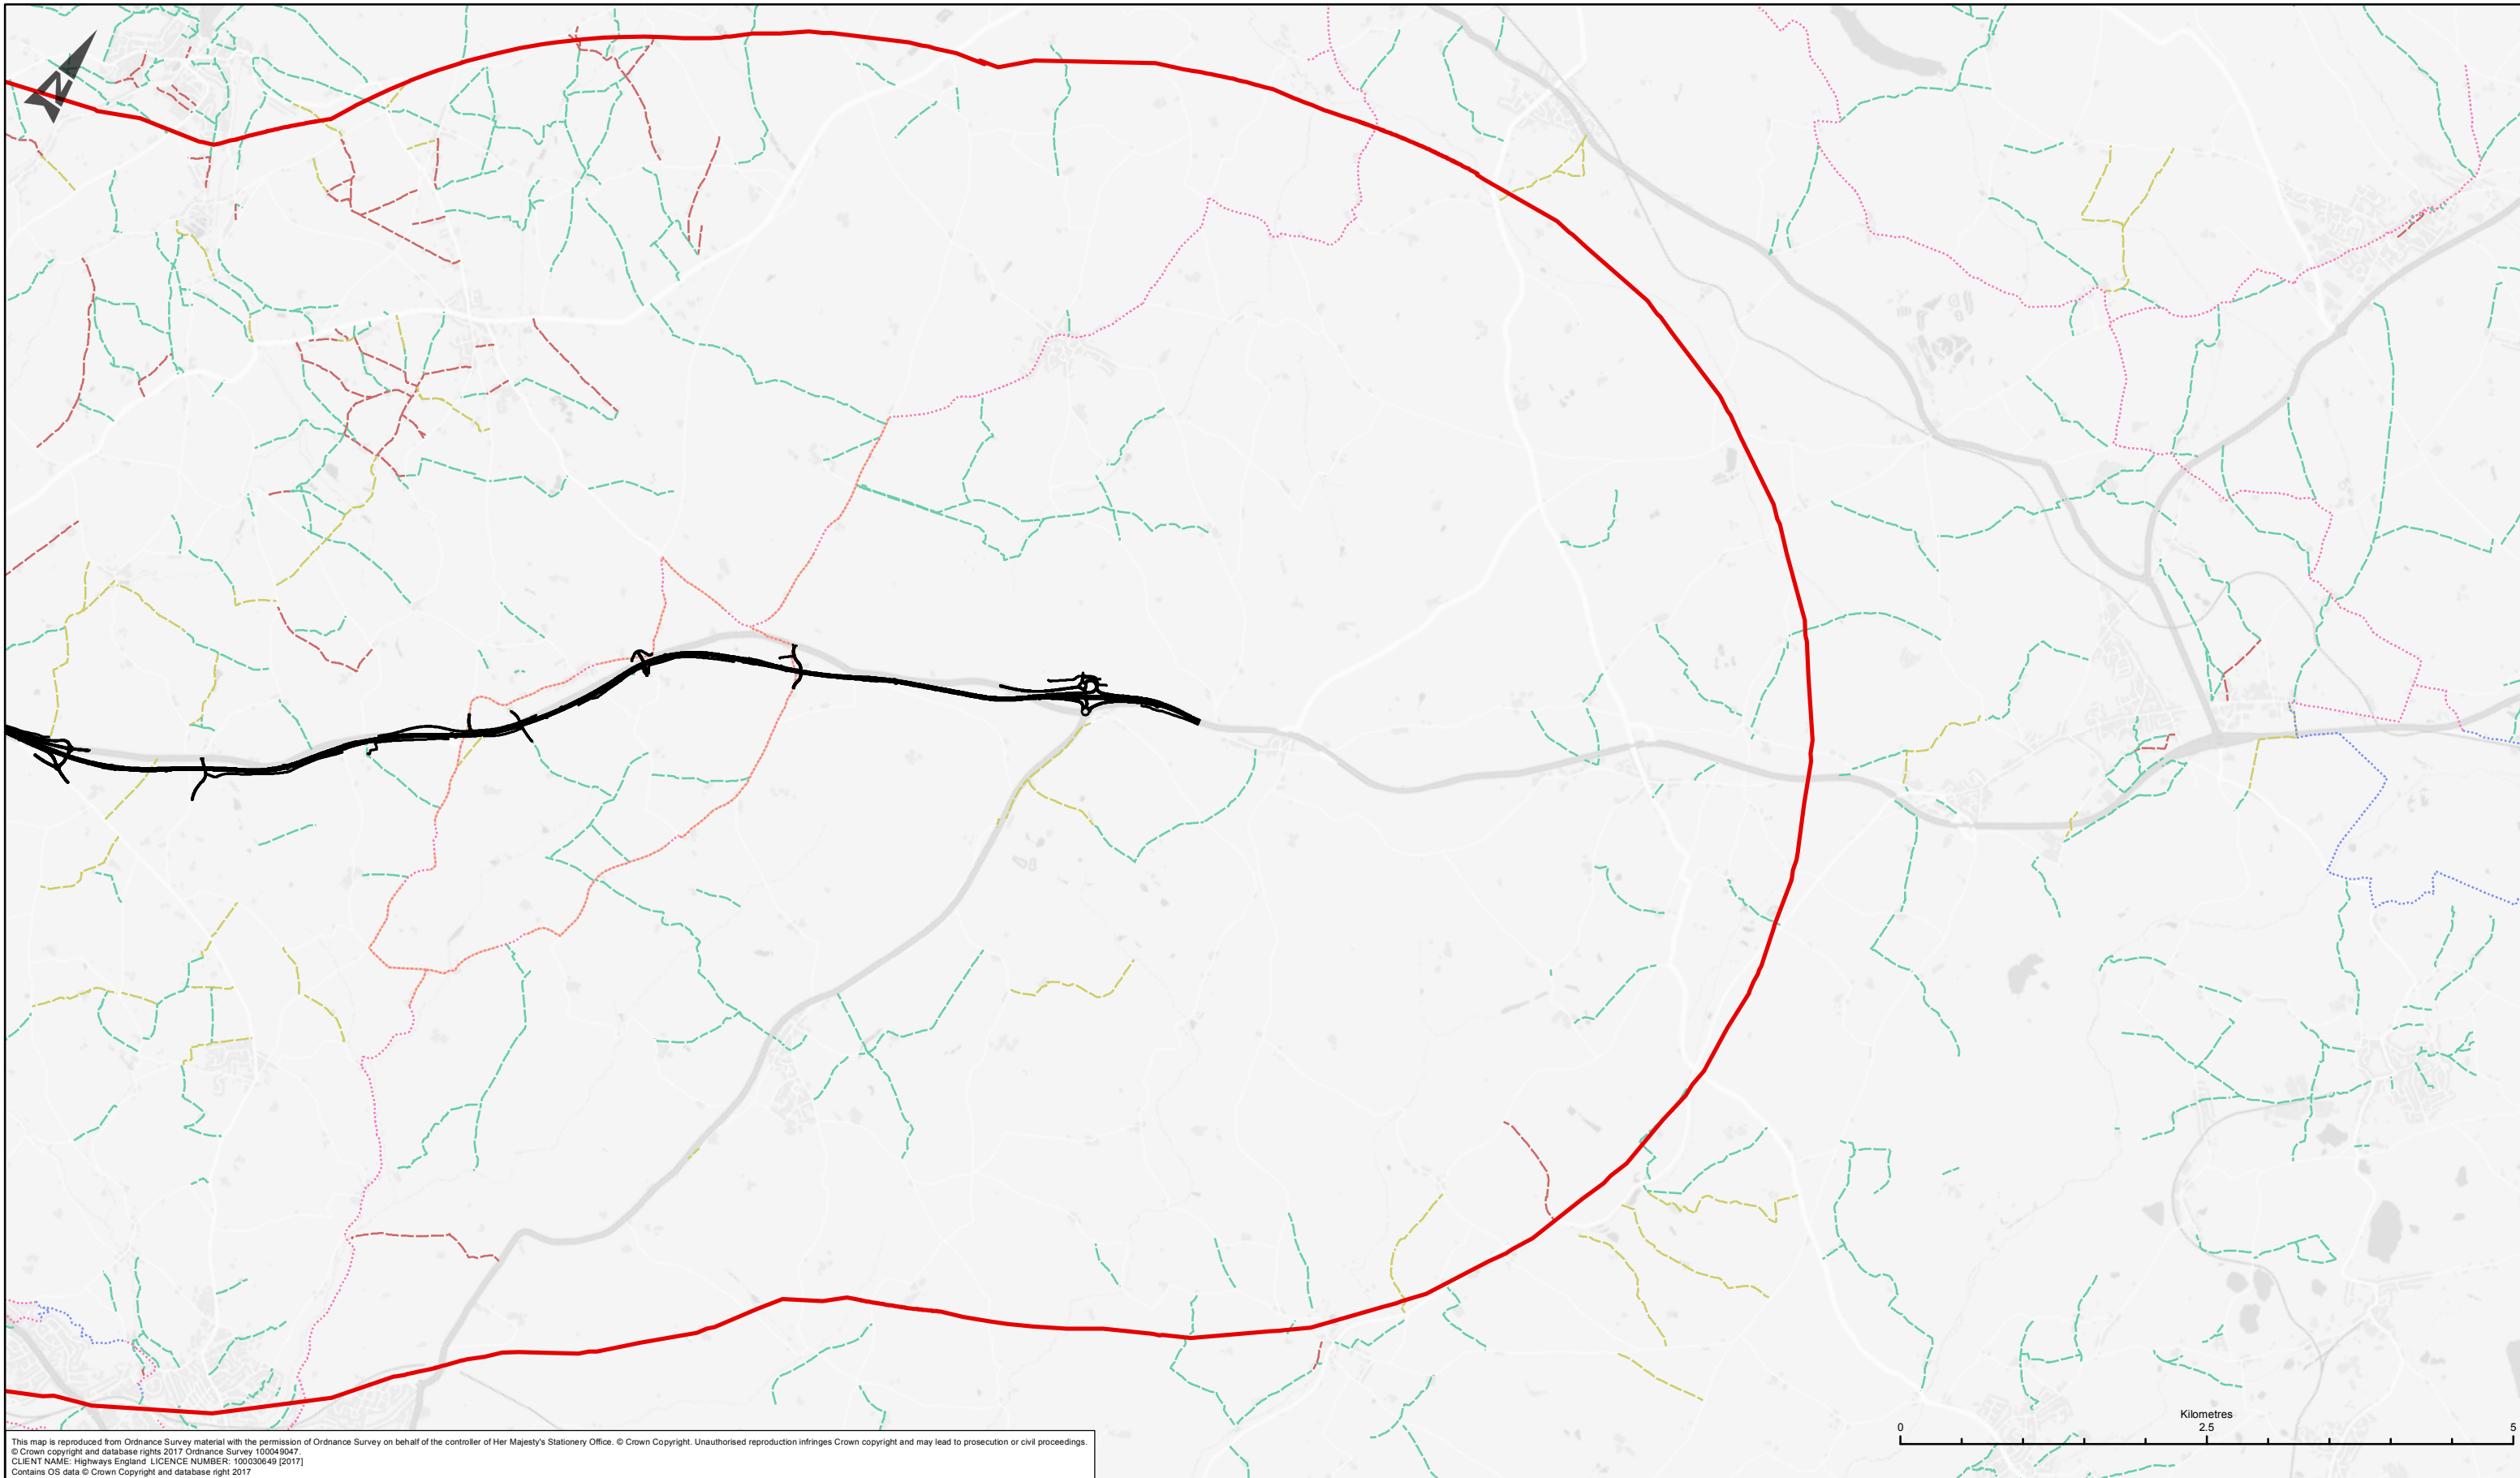 N
Kilometres
0 2.5 5
This map is reproduced from Ordnance Survey material with the permission of Ordnance Survey on behalf of the controller of Her Majesty's Stationery Office. © Crown Copyright. Unauthorised reproduction infringes Crown copyright and may lead to prosecution or civil proceedings.
© Crown copyright and database rights 2017 Ordnance Survey 100049047.
CLIENT NAME: Highways England LICENCE NUMBER: 100030649 [2017]
Contains OS data © Crown Copyright and database right 2017